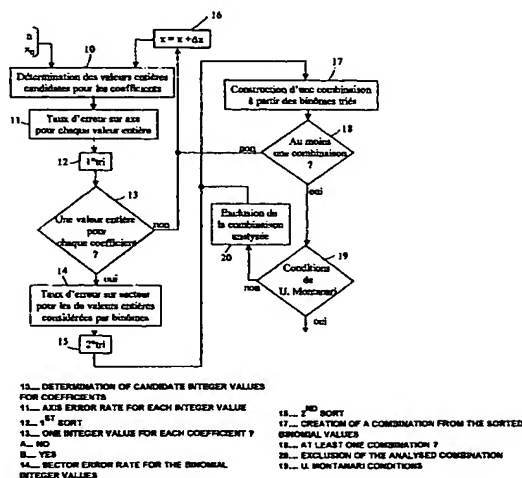 n
x₀
16
x = x +Δx
10
Détermination des valeurs entières
candidates pour les coefficients
11
Taux d'erreur sur axe
pour chaque valeur entière
12
1°tri
13
Une valeur entière
pour
chaque coefficient
?
non
oui
14
Taux d'erreur sur secteur
pour les de valeurs entières
considérées par binômes
15
2°tri
17
Construction d'une combinaison
à partir des binômes triés
18
Au moins
une combinaison
?
non
oui
Exclusion de
la combinaison
analysée
20
19
Conditions
de
U. Montanari
non
oui
10.... DETERMINATION OF CANDIDATE INTEGER VALUES
FOR COEFFICIENTS
11.... AXIS ERROR RATE FOR EACH INTEGER VALUE
12.... 1ST SORT
13.... ONE INTEGER VALUE FOR EACH COEFFICIENT ?
A.... NO
B.... YES
14.... SECTOR ERROR RATE FOR THE BINOMIAL
INTEGER VALUES
15.... 2ND SORT
17.... CREATION OF A COMBINATION FROM THE SORTED
BINOMIAL VALUES
18.... AT LEAST ONE COMBINATION ?
20.... EXCLUSION OF THE ANALYSED COMBINATION
19.... U. MONTANARI CONDITIONS